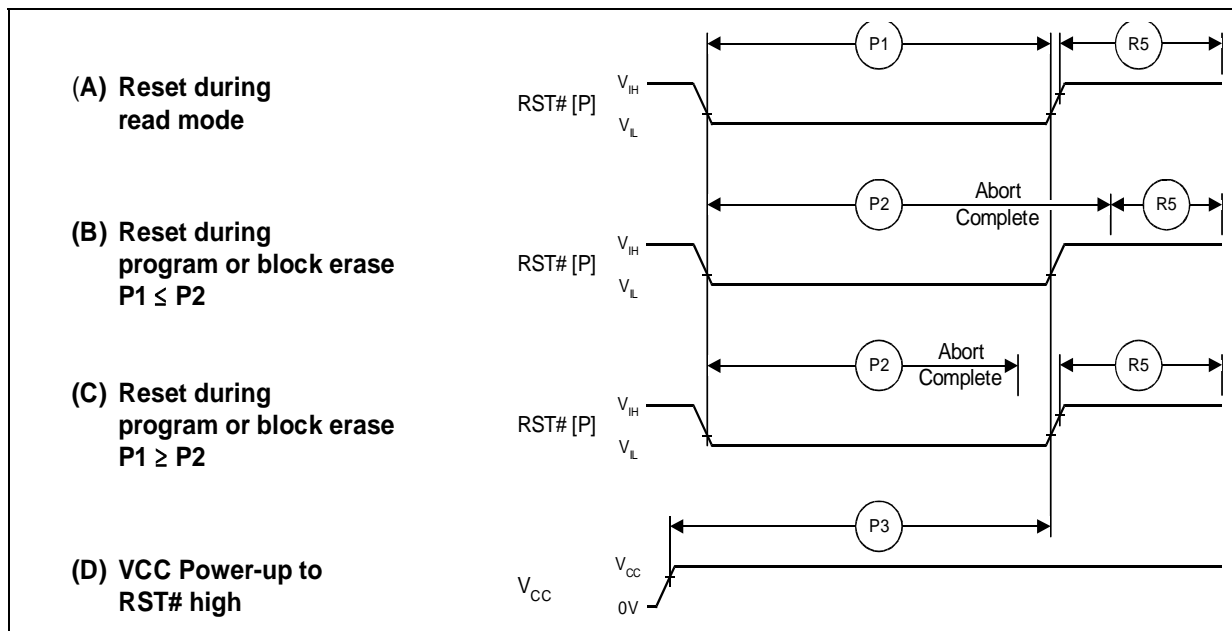 P1
R5
(A) Reset during
read mode
RST# [P]
VIH
VIL
P2
Abort
Complete
R5
(B) Reset during
program or block erase
P1 ≤ P2
RST# [P]
VIH
VIL
P2
Abort
Complete
R5
(C) Reset during
program or block erase
P1 ≥ P2
RST# [P]
VIH
VIL
P3
(D) VCC Power-up to
RST# high
VCC
VCC
0V